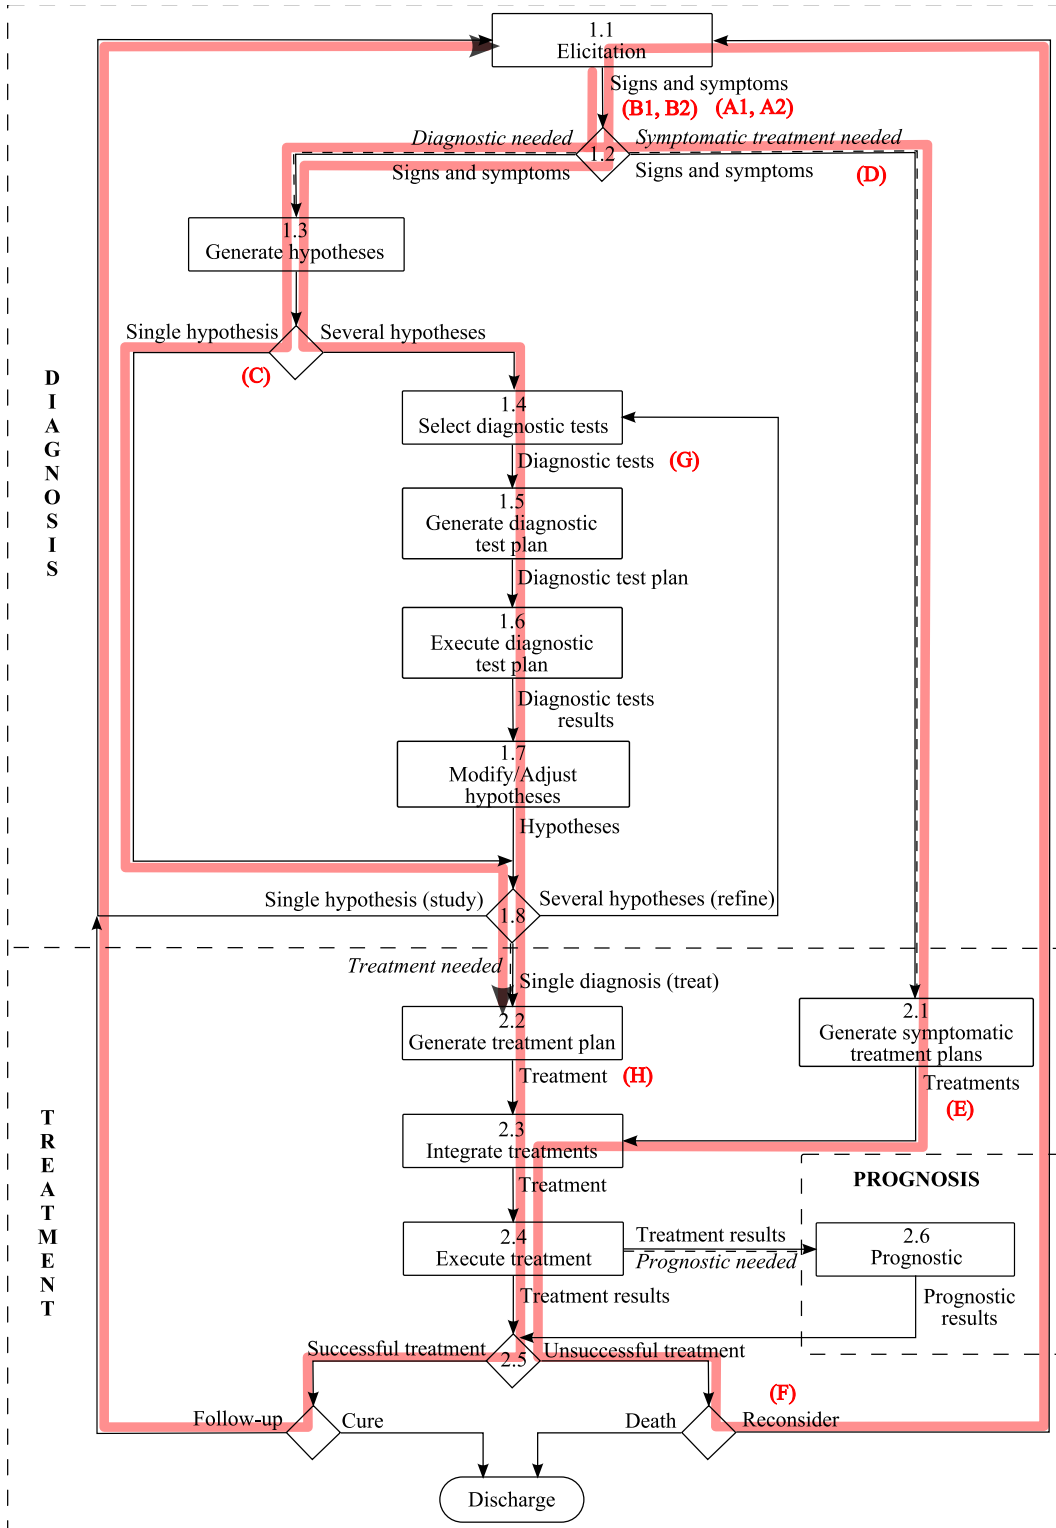 1.1
Elicitation
Signs and symptoms
(B1, B2) (A1, A2)
Diagnostic needed
Symptomatic treatment needed
1.2
Signs and symptoms
Signs and symptoms
(D)
1.3
Generate hypotheses
Single hypothesis
Several hypotheses
(C)
DIAGNOSIS
1.4
Select diagnostic tests
Diagnostic tests (G)
1.5
Generate diagnostic
test plan
Diagnostic test plan
1.6
Execute diagnostic
test plan
Diagnostic tests
results
1.7
Modify/Adjust
hypotheses
Hypotheses
Single hypothesis (study)
Several hypotheses (refine)
1.8
Treatment needed
Single diagnosis (treat)
2.2
Generate treatment plan
2.1
Generate symptomatic
treatment plans
Treatment (H)
Treatments
(E)
TREATMENT
2.3
Integrate treatments
Treatment
PROGNOSIS
2.4
Execute treatment
Treatment results
Prognostic needed
2.6
Prognostic
Treatment results
Prognostic
results
Successful treatment
2.5
Unsuccessful treatment
(F)
Follow-up
Cure
Death
Reconsider
Discharge